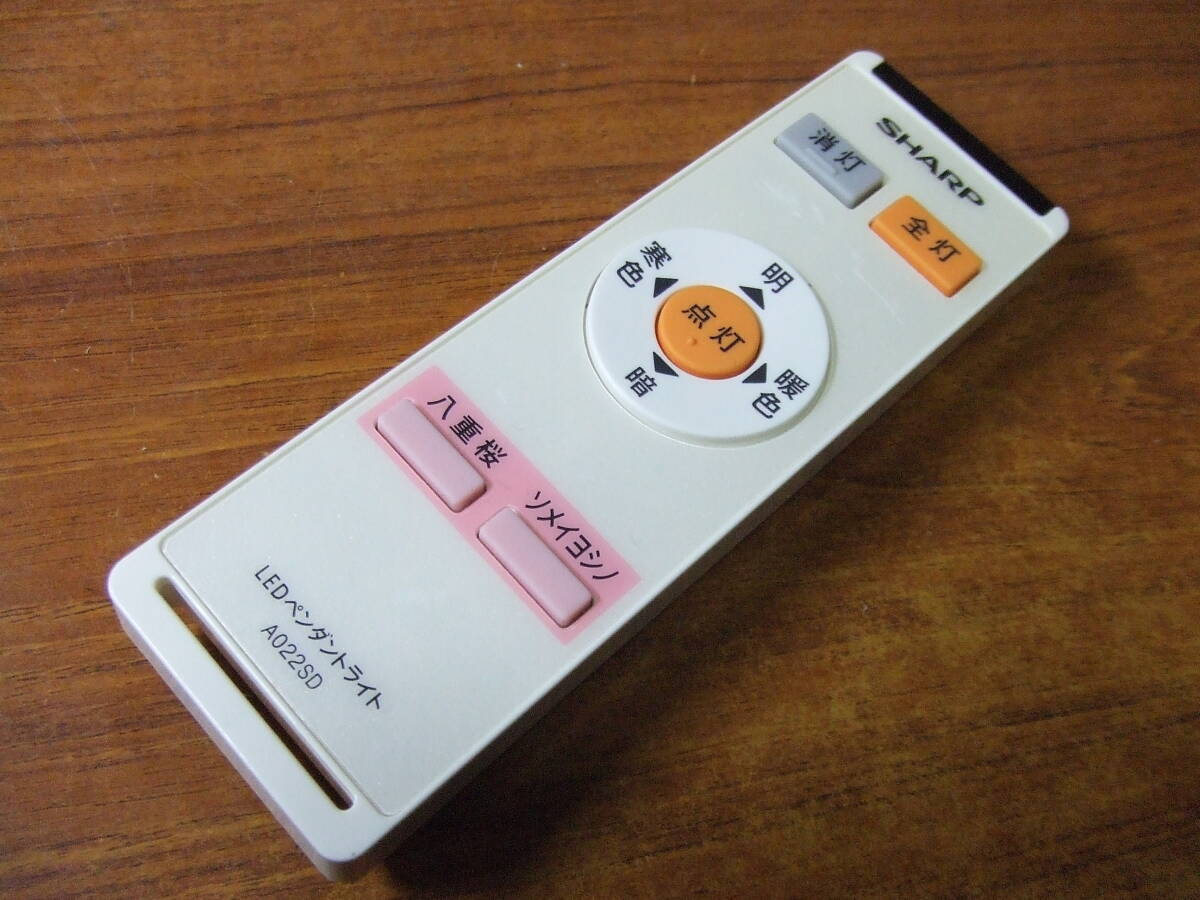 SHARP
消灯
全灯
明
寒色
点灯
暖色
暗
八重桜
ソメイヨシノ
LEDペンダントライト
A022SD